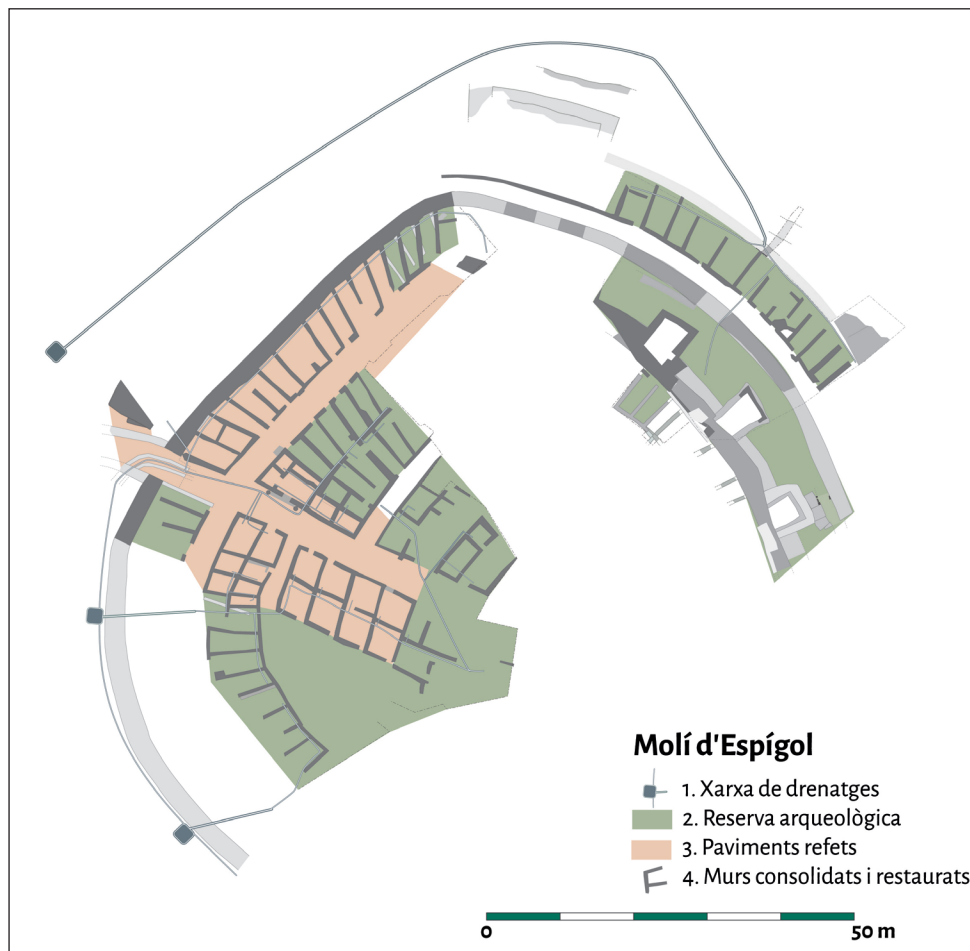 Molí d'Espígol
1. Xarxa de drenatges
2. Reserva arqueològica
3. Paviments refets
4. Murs consolidats i restaurats
0 50 m